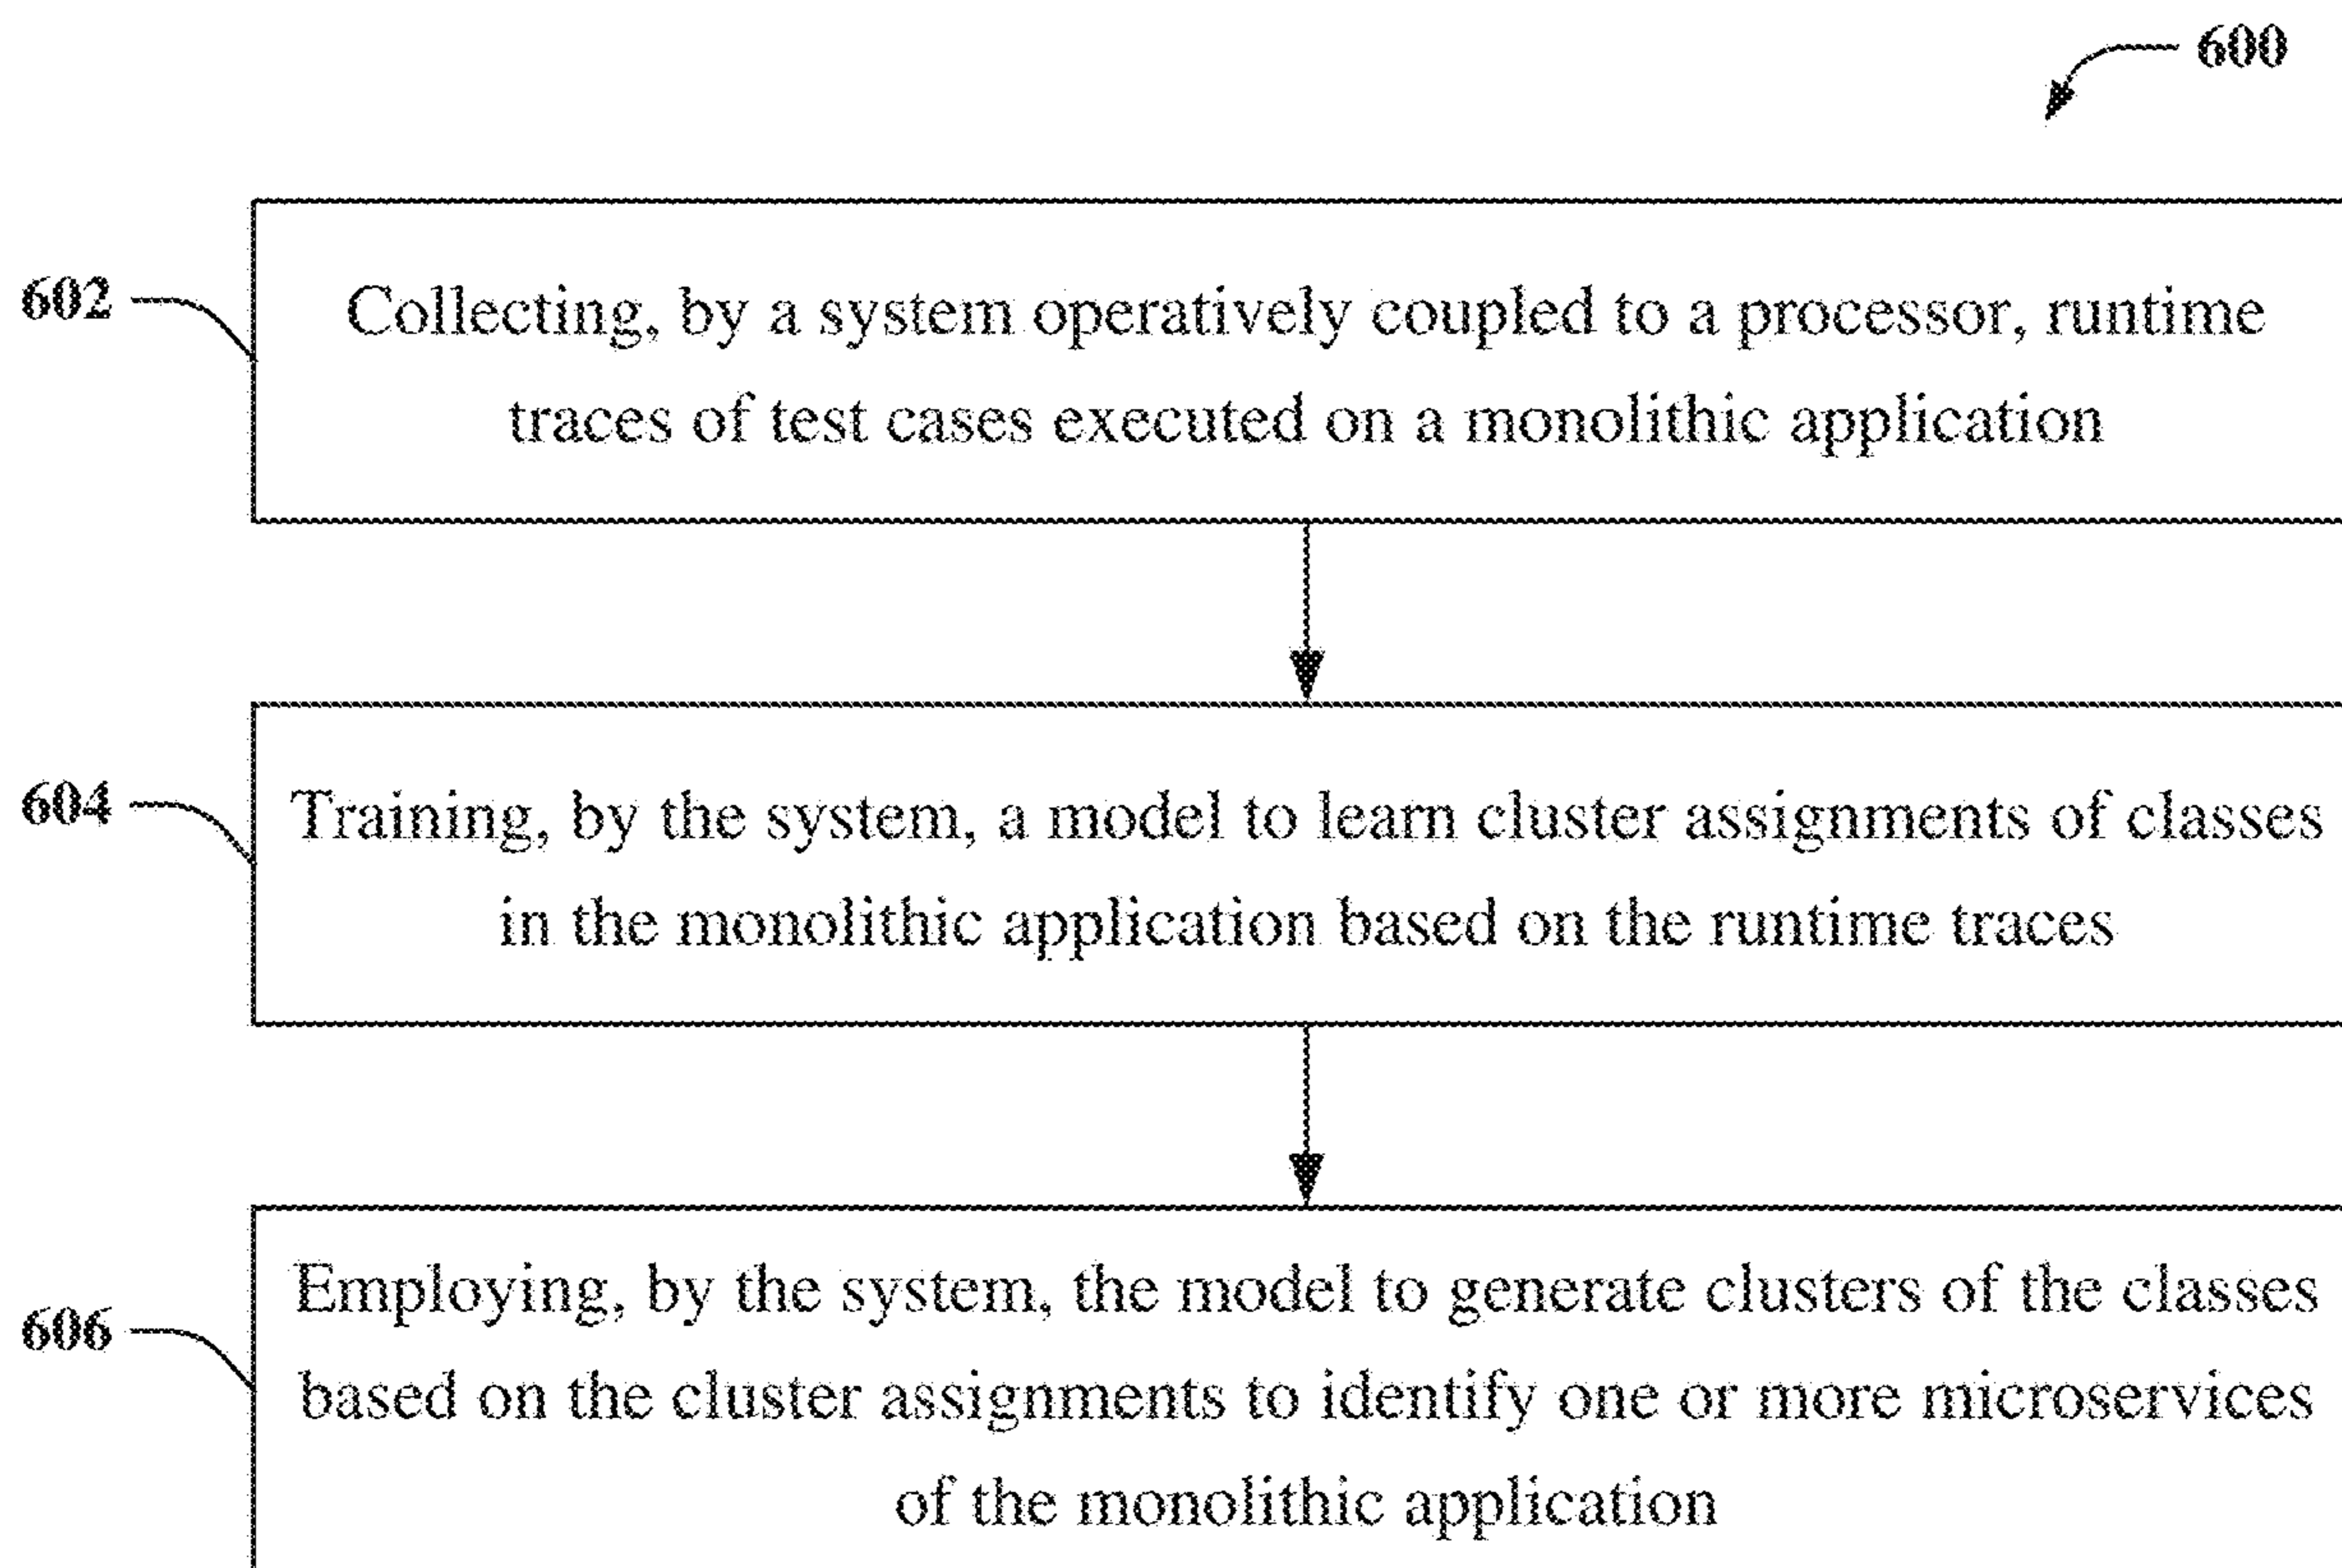 600
602
Collecting, by a system operatively coupled to a processor, runtime
traces of test cases executed on a monolithic application
604
Training, by the system, a model to learn cluster assignments of classes
in the monolithic application based on the runtime traces
606
Employing, by the system, the model to generate clusters of the classes
based on the cluster assignments to identify one or more microservices
of the monolithic application